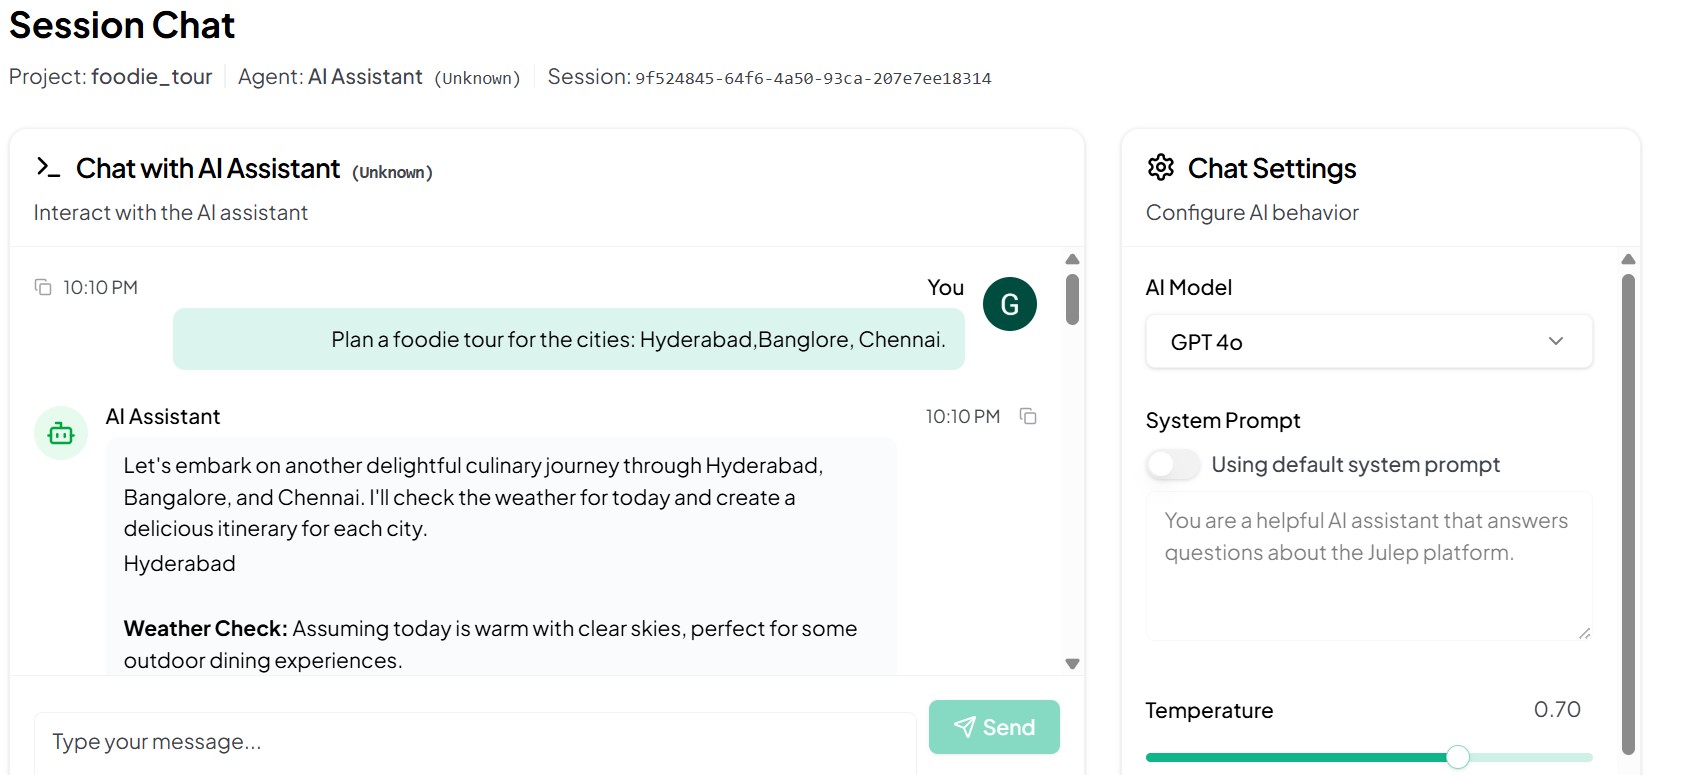 Session Chat
Project: foodie_tour Agent: AI Assistant (Unknown) Session: 9f524845-64f6-4a50-93ca-207e7ee18314
Chat with AI Assistant (Unknown)
Interact with the AI assistant
10:10 PM You
G
Plan a foodie tour for the cities: Hyderabad,Banglore, Chennai.
AI Assistant 10:10 PM
Let's embark on another delightful culinary journey through Hyderabad,
Bangalore, and Chennai. I'll check the weather for today and create a
delicious itinerary for each city.
Hyderabad
Weather Check: Assuming today is warm with clear skies, perfect for some
outdoor dining experiences.
Type your message...
Send
Chat Settings
Configure AI behavior
AI Model
GPT 4o
System Prompt
Using default system prompt
You are a helpful AI assistant that answers
questions about the Julep platform.
Temperature 0.70